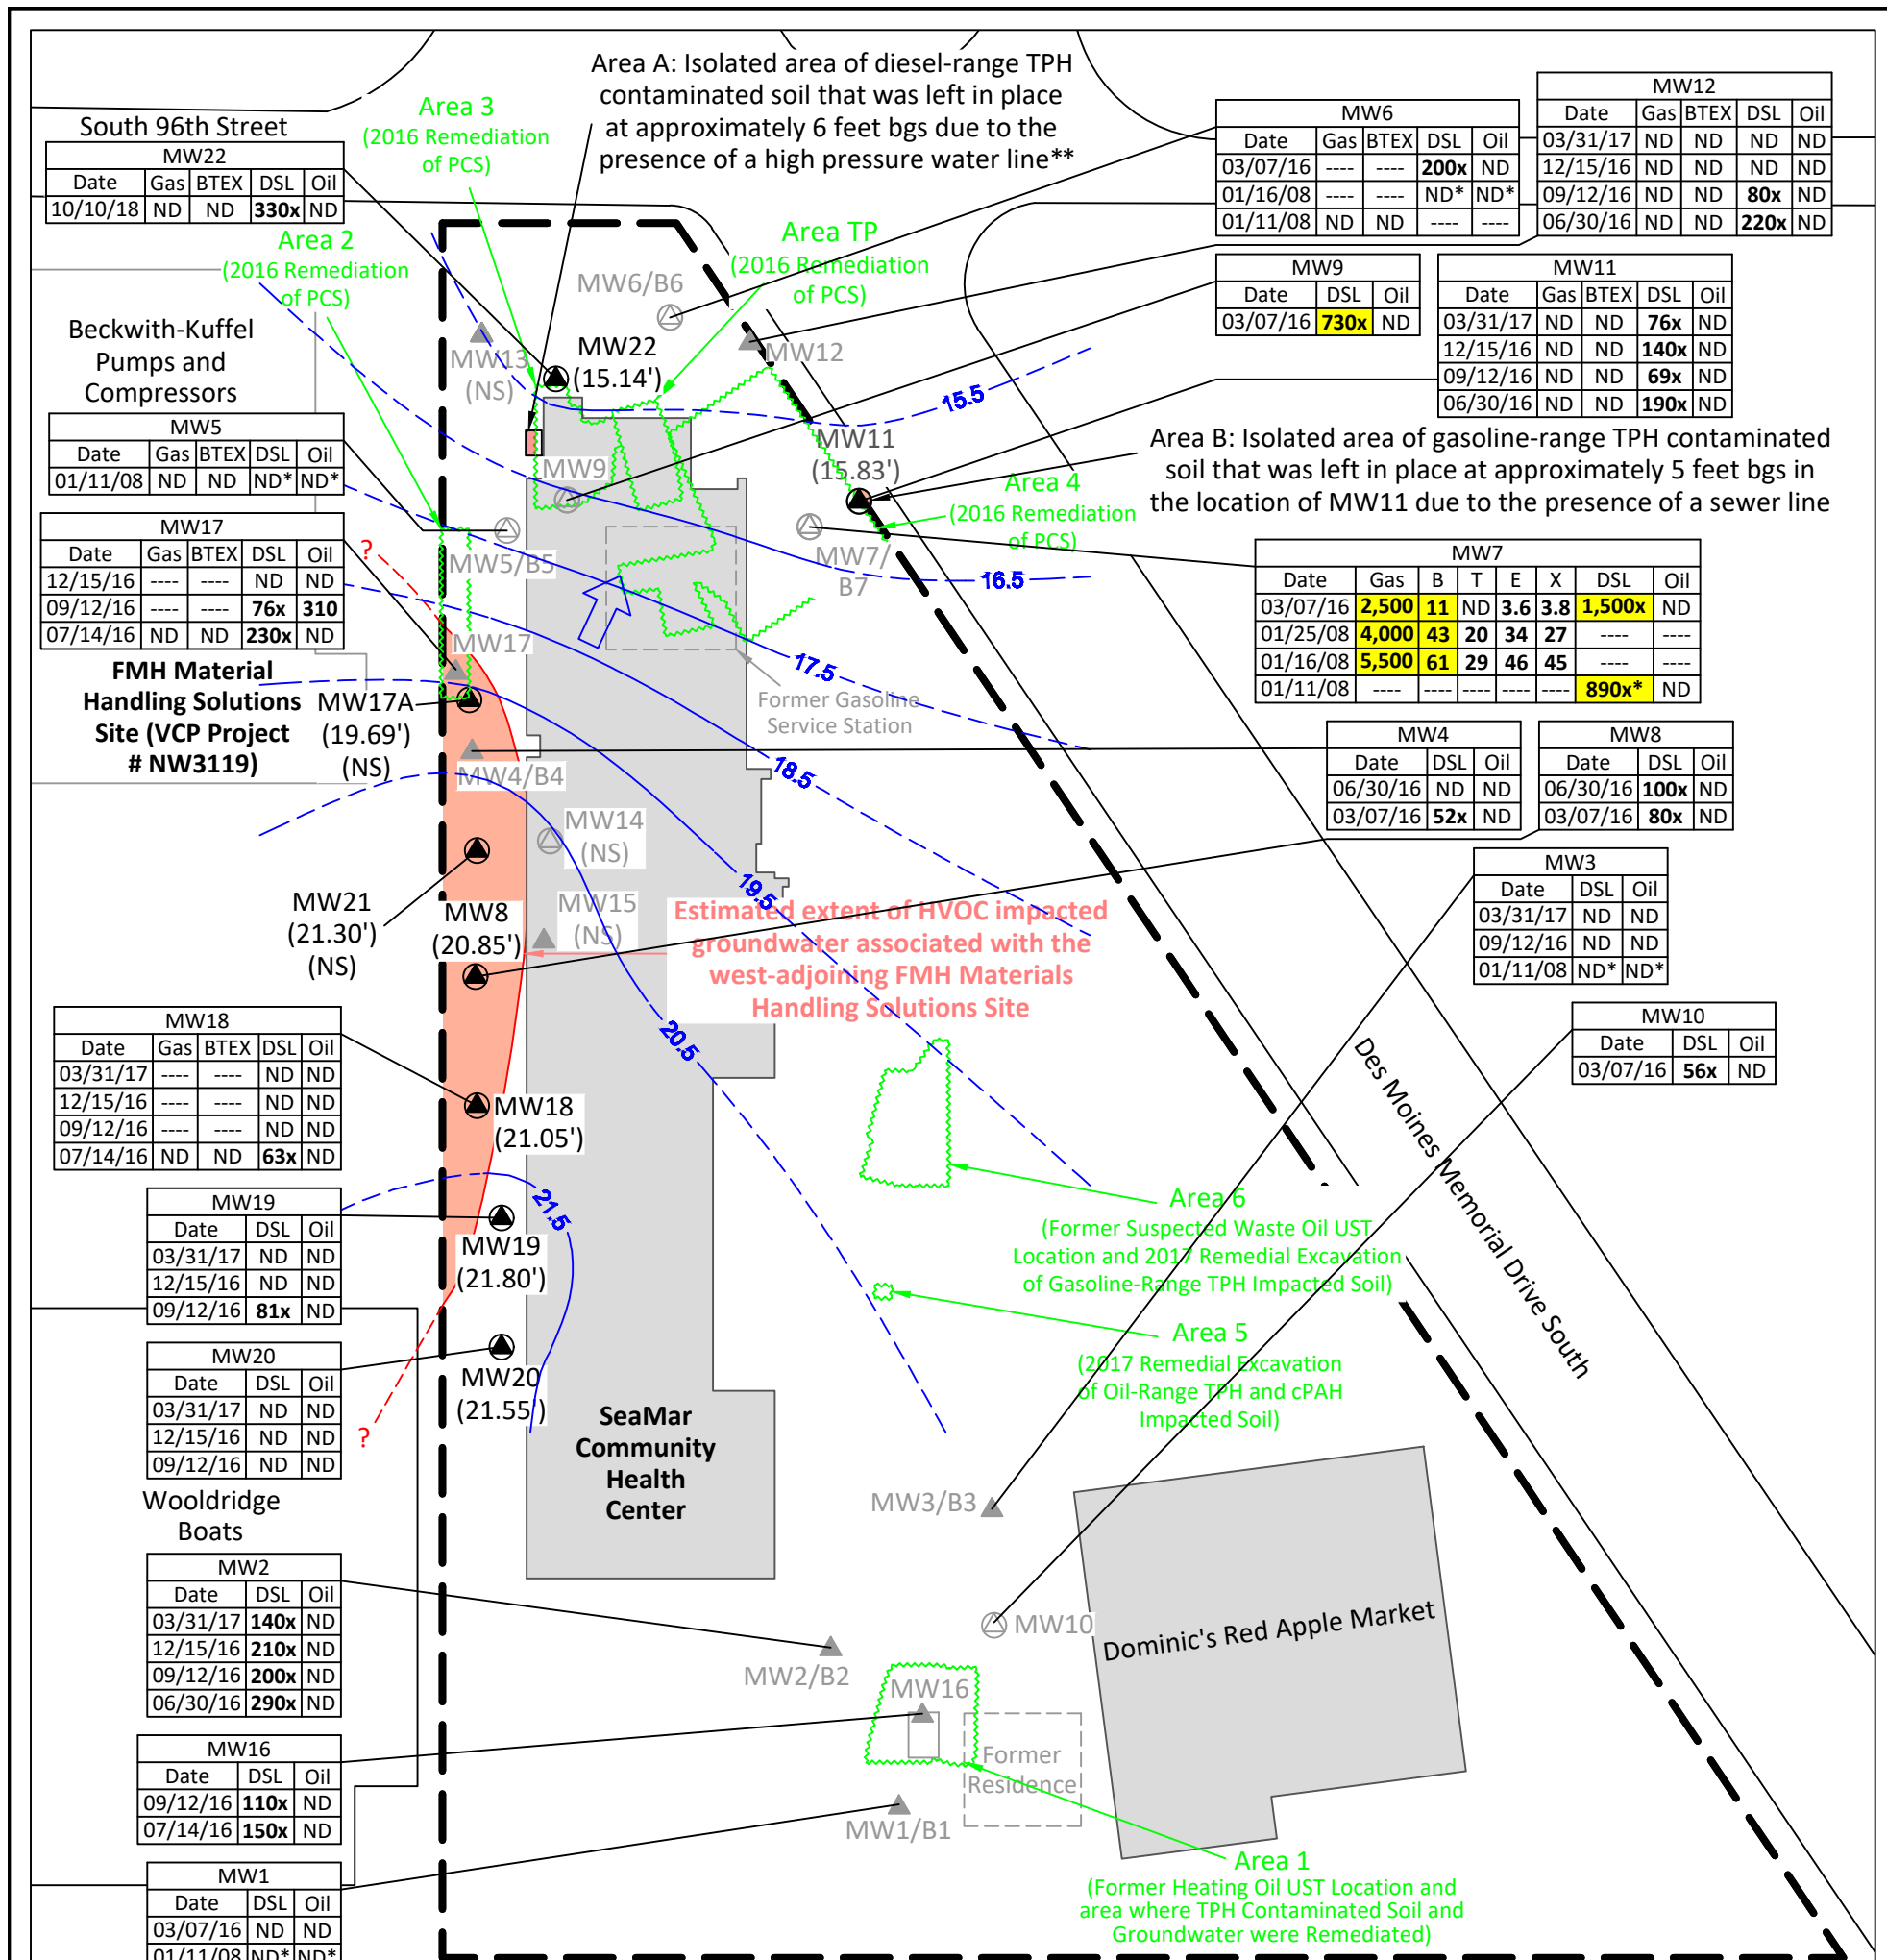 Area A: Isolated area of diesel-range TPH
contaminated soil that was left in place
at approximately 6 feet bgs due to the
presence of a high pressure water line**
Area 3
(2016 Remediation
of PCS)
South 96th Street
MW22
Date Gas BTEX DSL Oil
10/10/18 ND ND 330x ND
MW6
Date Gas BTEX DSL Oil
03/07/16 ---- ---- 200x ND
01/16/08 ---- ---- ND* ND*
01/11/08 ND ND ---- ----
MW12
Date Gas BTEX DSL Oil
03/31/17 ND ND ND ND
12/15/16 ND ND ND ND
09/12/16 ND ND 80x ND
06/30/16 ND ND 220x ND
Area 2
(2016 Remediation
of PCS)
Area TP
(2016 Remediation
of PCS)
MW6/B6
MW9
Date DSL Oil
03/07/16 730x ND
MW11
Date Gas BTEX DSL Oil
03/31/17 ND ND 76x ND
12/15/16 ND ND 140x ND
09/12/16 ND ND 69x ND
06/30/16 ND ND 190x ND
Beckwith-Kuffel
Pumps and
Compressors
MW13
(NS)
MW22
(15.14')
MW12
15.5
MW5
Date Gas BTEX DSL Oil
01/11/08 ND ND ND* ND*
MW9
MW11
(15.83')
Area B: Isolated area of gasoline-range TPH contaminated
soil that was left in place at approximately 5 feet bgs in
the location of MW11 due to the presence of a sewer line
Area 4
(2016 Remediation
of PCS)
MW17
Date Gas BTEX DSL Oil
12/15/16 ---- ---- ND ND
09/12/16 ---- ---- 76x 310
07/14/16 ND ND 230x ND
?
MW5/B5
MW7/
B7
16.5
MW7
Date Gas B T E X DSL Oil
03/07/16 2,500 11 ND 3.6 3.8 1,500x ND
01/25/08 4,000 43 20 34 27 ---- ----
01/16/08 5,500 61 29 46 45 ---- ----
01/11/08 ---- ---- ---- ---- ---- 890x* ND
MW17
FMH Material
Handling Solutions
Site (VCP Project
# NW3119)
MW17A
(19.69')
(NS)
17.5
Former Gasoline
Service Station
MW4/B4
18.5
MW4
Date DSL Oil
06/30/16 ND ND
03/07/16 52x ND
MW8
Date DSL Oil
06/30/16 100x ND
03/07/16 80x ND
MW14
(NS)
MW3
Date DSL Oil
03/31/17 ND ND
09/12/16 ND ND
01/11/08 ND* ND*
MW21
(21.30')
(NS)
MW8
(20.85')
MW15
(NS)
19.5
Estimated extent of HVOC impacted
groundwater associated with the
west-adjoining FMH Materials
Handling Solutions Site
MW18
Date Gas BTEX DSL Oil
03/31/17 ---- ---- ND ND
12/15/16 ---- ---- ND ND
09/12/16 ---- ---- ND ND
07/14/16 ND ND 63x ND
20.5
MW10
Date DSL Oil
03/07/16 56x ND
MW18
(21.05')
Des Moines Memorial Drive South
MW19
Date DSL Oil
03/31/17 ND ND
12/15/16 ND ND
09/12/16 81x ND
21.5
MW19
(21.80')
Area 6
(Former Suspected Waste Oil UST
Location and 2017 Remedial Excavation
of Gasoline-Range TPH Impacted Soil)
MW20
Date DSL Oil
03/31/17 ND ND
12/15/16 ND ND
09/12/16 ND ND
?
MW20
(21.55')
Area 5
(2017 Remedial Excavation
of Oil-Range TPH and cPAH
Impacted Soil)
SeaMar
Community
Health
Center
Wooldridge
Boats
MW3/B3
MW2
Date DSL Oil
03/31/17 140x ND
12/15/16 210x ND
09/12/16 200x ND
06/30/16 290x ND
MW10
Dominic's Red Apple Market
MW2/B2
MW16
MW16
Date DSL Oil
09/12/16 110x ND
07/14/16 150x ND
Former
Residence
MW1/B1
MW1
Date DSL Oil
03/07/16 ND ND
01/11/08 ND* ND*
Area 1
(Former Heating Oil UST Location and
area where TPH Contaminated Soil and
Groundwater were Remediated)